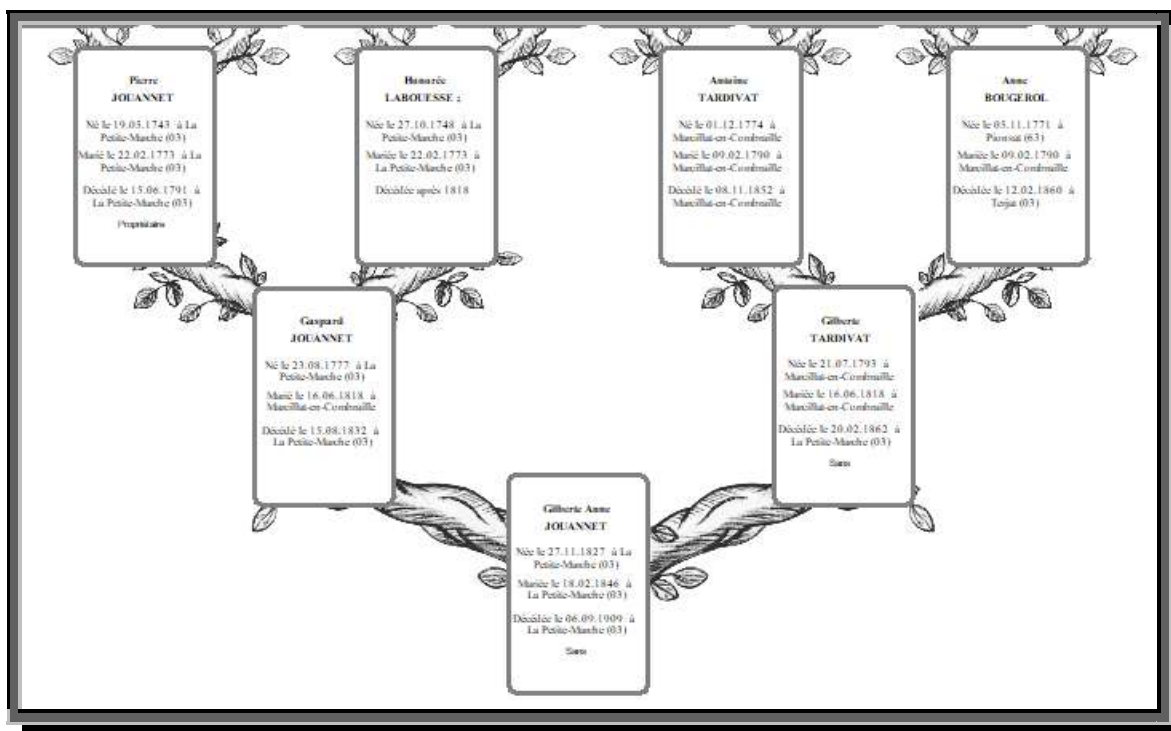 Pierre
JOUANNET
Né le 19.05.1743 à La
Petite-Marche (03)
Marié le 22.02.1773 à La
Petite-Marche (03)
Décédé le 15.06.1791 à
La Petite-Marche (03)
Propriétaire
Honorée
LABOUESSE ;
Née le 27.10.1748 à La
Petite-Marche (03)
Mariée le 22.02.1773 à
La Petite-Marche (03)
Décédée après 1818
Antoine
TARDIVAT
Né le 01.12.1774 à
Marcillat-en-Combraille
Marié le 09.02.1790 à
Marcillat-en-Combraille
Décédé le 08.11.1852 à
Marcillat-en-Combraille
Anne
BOUGEROL
Née le 05.11.1771 à
Pionsat (63)
Mariée le 09.02.1790 à
Marcillat-en-Combraille
Décédée le 12.02.1860 à
Terjat (03)
Gaspard
JOUANNET
Né le 23.08.1777 à La
Petite-Marche (03)
Marié le 16.06.1818 à
Marcillat-en-Combraille
Décédé le 15.08.1832 à
La Petite-Marche (03)
Gilberte
TARDIVAT
Née le 21.07.1793 à
Marcillat-en-Combraille
Mariée le 16.06.1818 à
Marcillat-en-Combraille
Décédée le 20.02.1862 à
La Petite-Marche (03)
Sans
Gilberte Anne
JOUANNET
Née le 27.11.1827 à La
Petite-Marche (03)
Mariée le 18.02.1846 à
La Petite-Marche (03)
Décédée le 06.09.1909 à
La Petite-Marche (03)
Sans